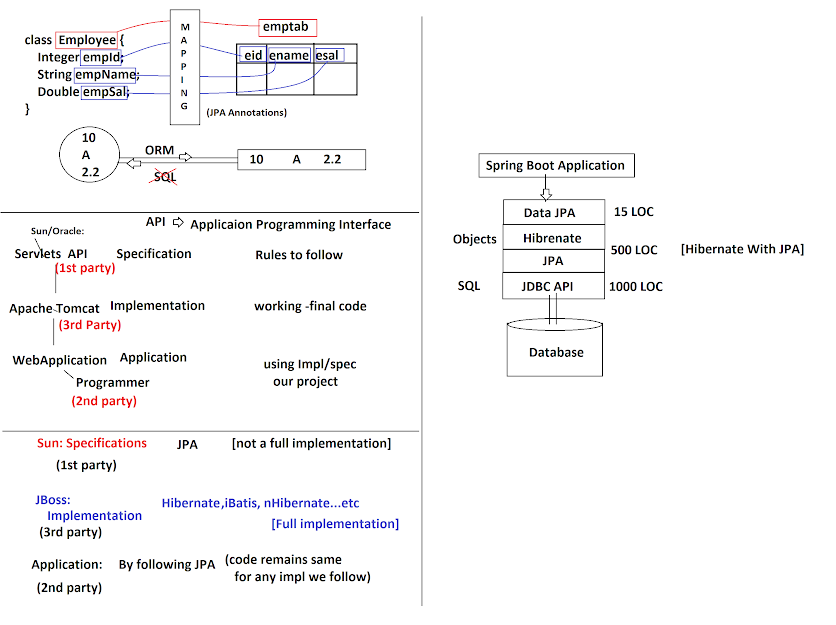 class Employee {
Integer empId;
String empName;
Double empSal;
}
MAPPING
emptab
eid ename esal
(JPA Annotations)
10
A
2.2
ORM
SQL
10 A 2.2
API ⇨ Applicaion Programming Interface
Sun/Oracle:
Servlets API Specification Rules to follow
(1st party)
Apache Tomcat Implementation working -final code
(3rd Party)
WebApplication Application using Impl/spec
our project
Programmer
(2nd party)
Sun: Specifications JPA [not a full implementation]
(1st party)
JBoss: Hibernate,iBatis, nHibernate...etc
Implementation
[Full implementation]
(3rd party)
Application: By following JPA (code remains same
for any impl we follow)
(2nd party)
Spring Boot Application
Data JPA 15 LOC
Objects Hibrenate
500 LOC [Hibernate With JPA]
JPA
SQL JDBC API 1000 LOC
Database